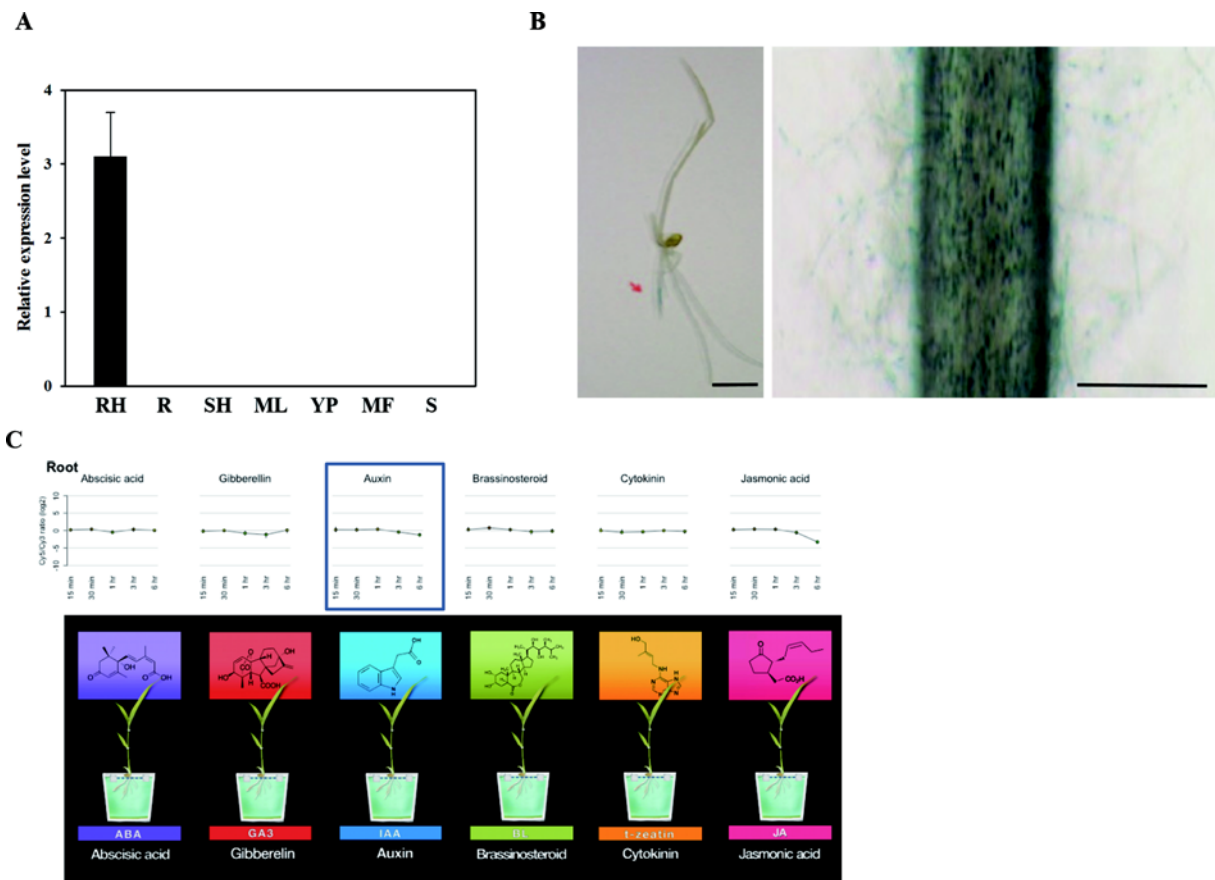 A
B
Relative expression level
4
3
2
1
0
RH R SH ML YP MF S
C
Root
Abscisic acid Gibberellin Auxin Brassinosteroid Cytokinin Jasmonic acid
Cy5/Cy3 ratio (log2)
10
5
0
-5
-10
15 min 30 min 1 hr 3 hr 6 hr 15 min 30 min 1 hr 3 hr 6 hr 15 min 30 min 1 hr 3 hr 6 hr 15 min 30 min 1 hr 3 hr 6 hr 15 min 30 min 1 hr 3 hr 6 hr 15 min 30 min 1 hr 3 hr 6 hr
ABA GA3 IAA BL t-zeatin JA
Abscisic acid Gibberelin Auxin Brassinosteroid Cytokinin Jasmonic acid